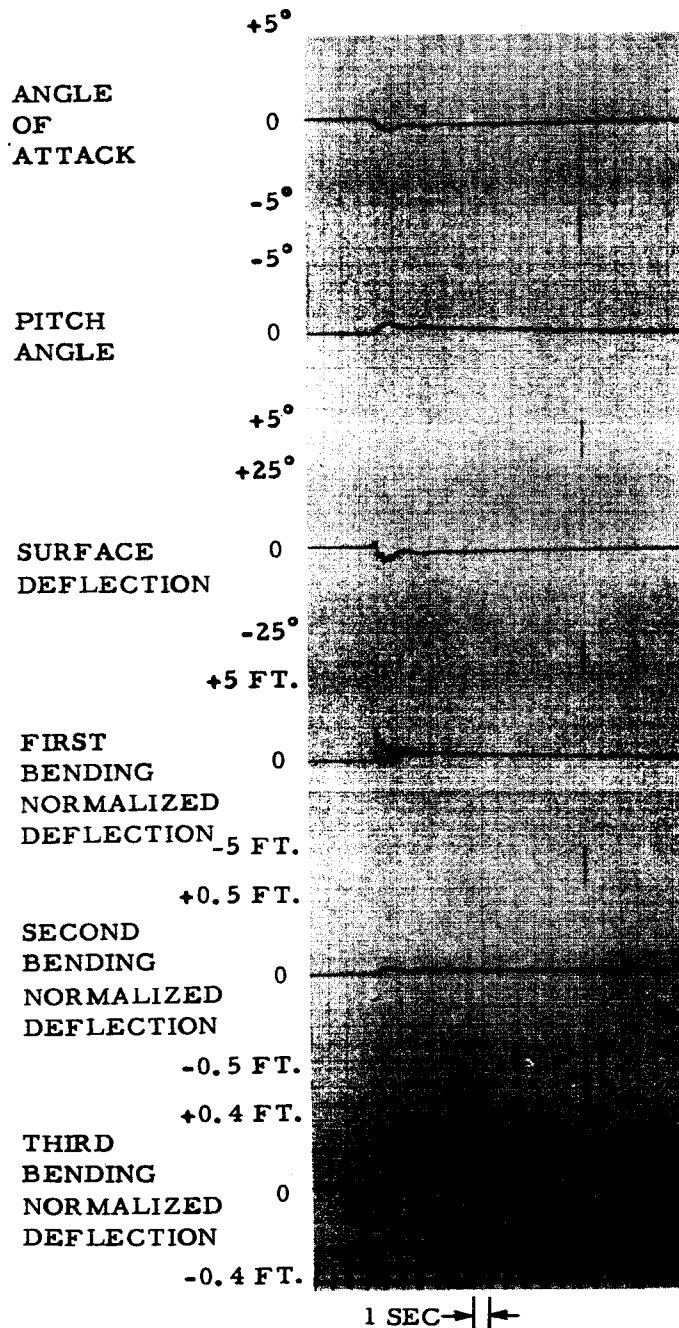 +5°
ANGLE
OF
ATTACK
0
-5°
-5°
PITCH
ANGLE
0
+5°
+25°
SURFACE
DEFLECTION
0
-25°
+5 FT.
FIRST
BENDING
NORMALIZED
DEFLECTION
0
-5 FT.
+0.5 FT.
SECOND
BENDING
NORMALIZED
DEFLECTION
0
-0.5 FT.
+0.4 FT.
THIRD
BENDING
NORMALIZED
DEFLECTION
0
-0.4 FT.
1 SEC